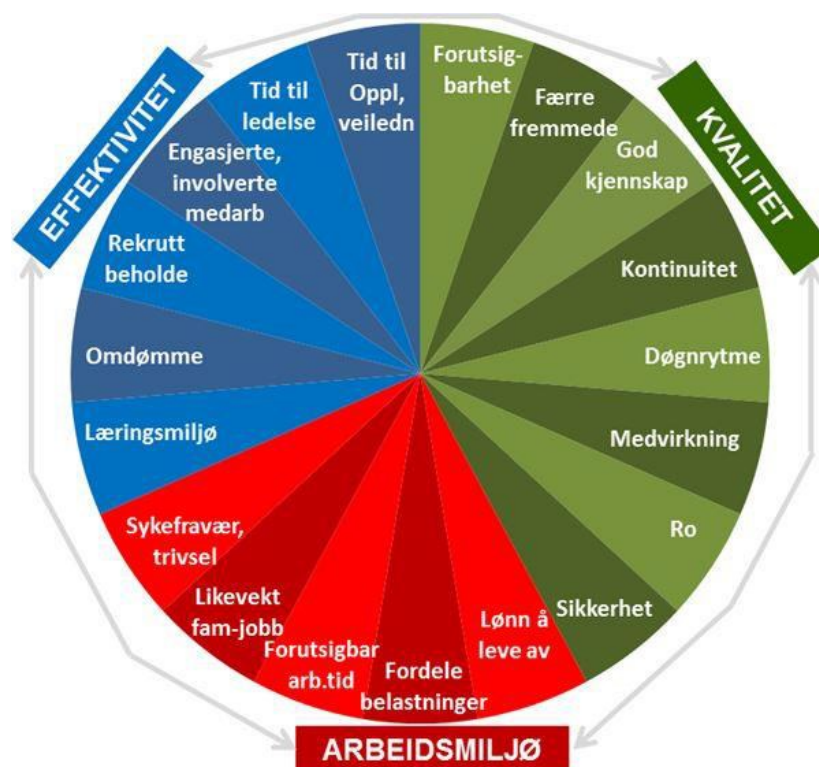 EFFEKTIVITET
KVALITET
ARBEIDSMILJØ
Forutsig-
barhet
Færre
fremmede
God
kjennskap
Kontinuitet
Døgnrytme
Medvirkning
Ro
Sikkerhet
Lønn å
leve av
Fordele
belastninger
Forutsigbar
arb.tid
Likevekt
fam-jobb
Sykefravær,
trivsel
Læringsmiljø
Omdømme
Rekrutt
beholde
Engasjerte,
involverte
medarb
Tid til
ledelse
Tid til
Oppl,
veiledn